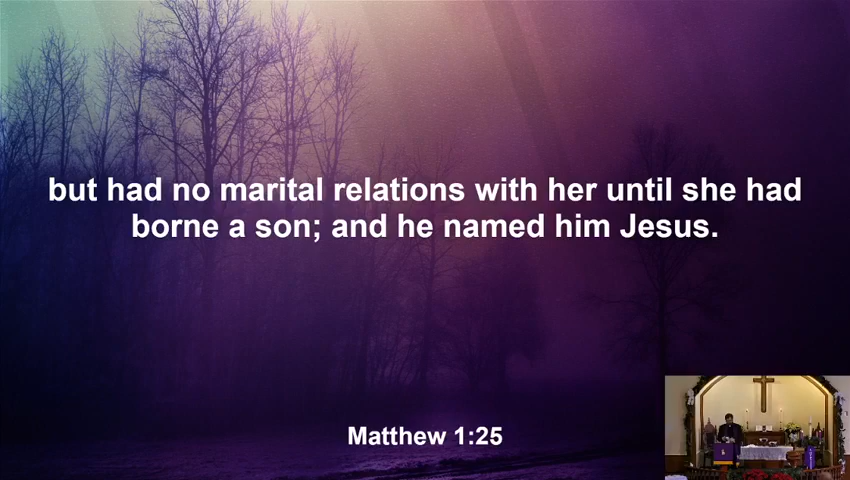 but had no marital relations with her until she had
borne a son; and he named him Jesus.
Matthew 1:25